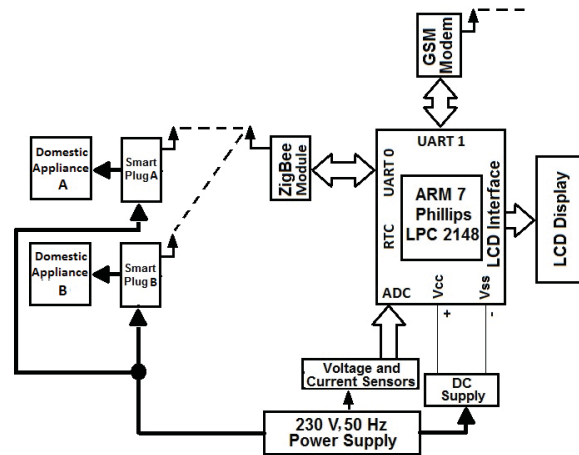 GSM
Modem
UART 1
Domestic
Appliance
A
Smart
Plug A
ZigBee
Module
UART 0
RTC
ARM 7
Phillips
LPC 2148
LCD Interface
LCD Display
Domestic
Appliance
B
Smart
Plug B
ADC
Vcc
Vss
+
-
Voltage and
Current Sensors
DC
Supply
230 V, 50 Hz
Power Supply